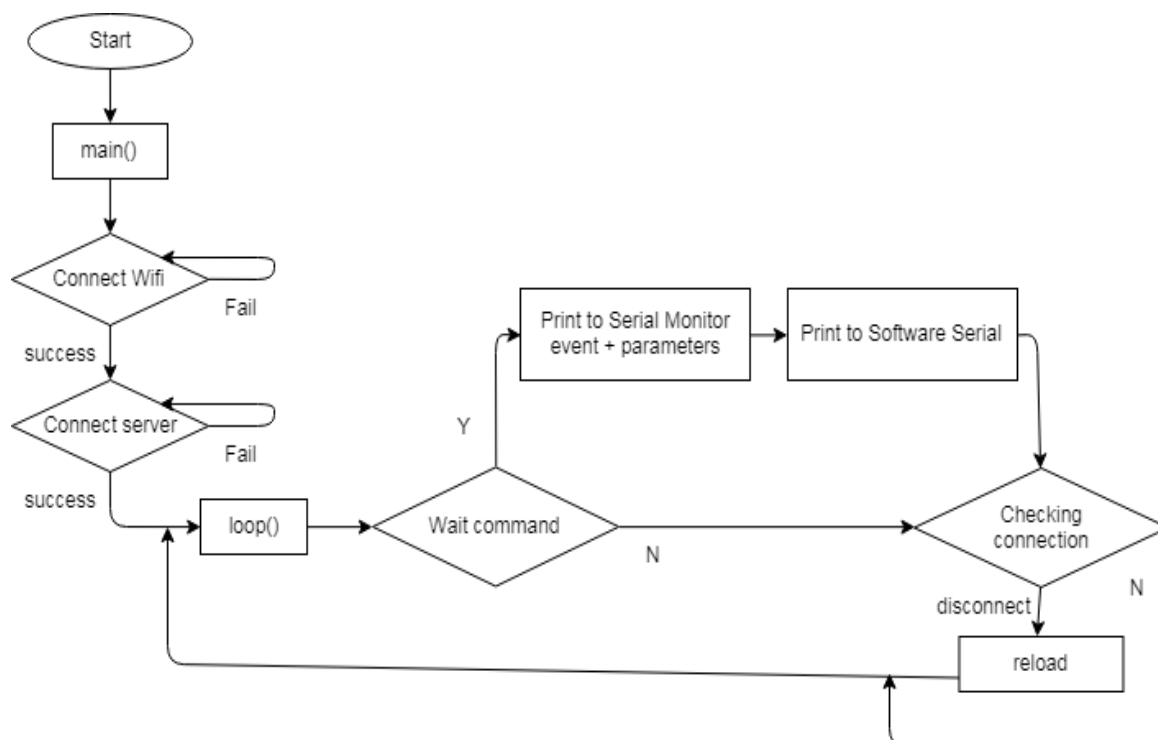 Start
main()
Connect Wifi
Fail
success
Connect server
Fail
success
loop()
Wait command
Y
N
Print to Serial Monitor
event + parameters
Print to Software Serial
Checking
connection
N
disconnect
reload